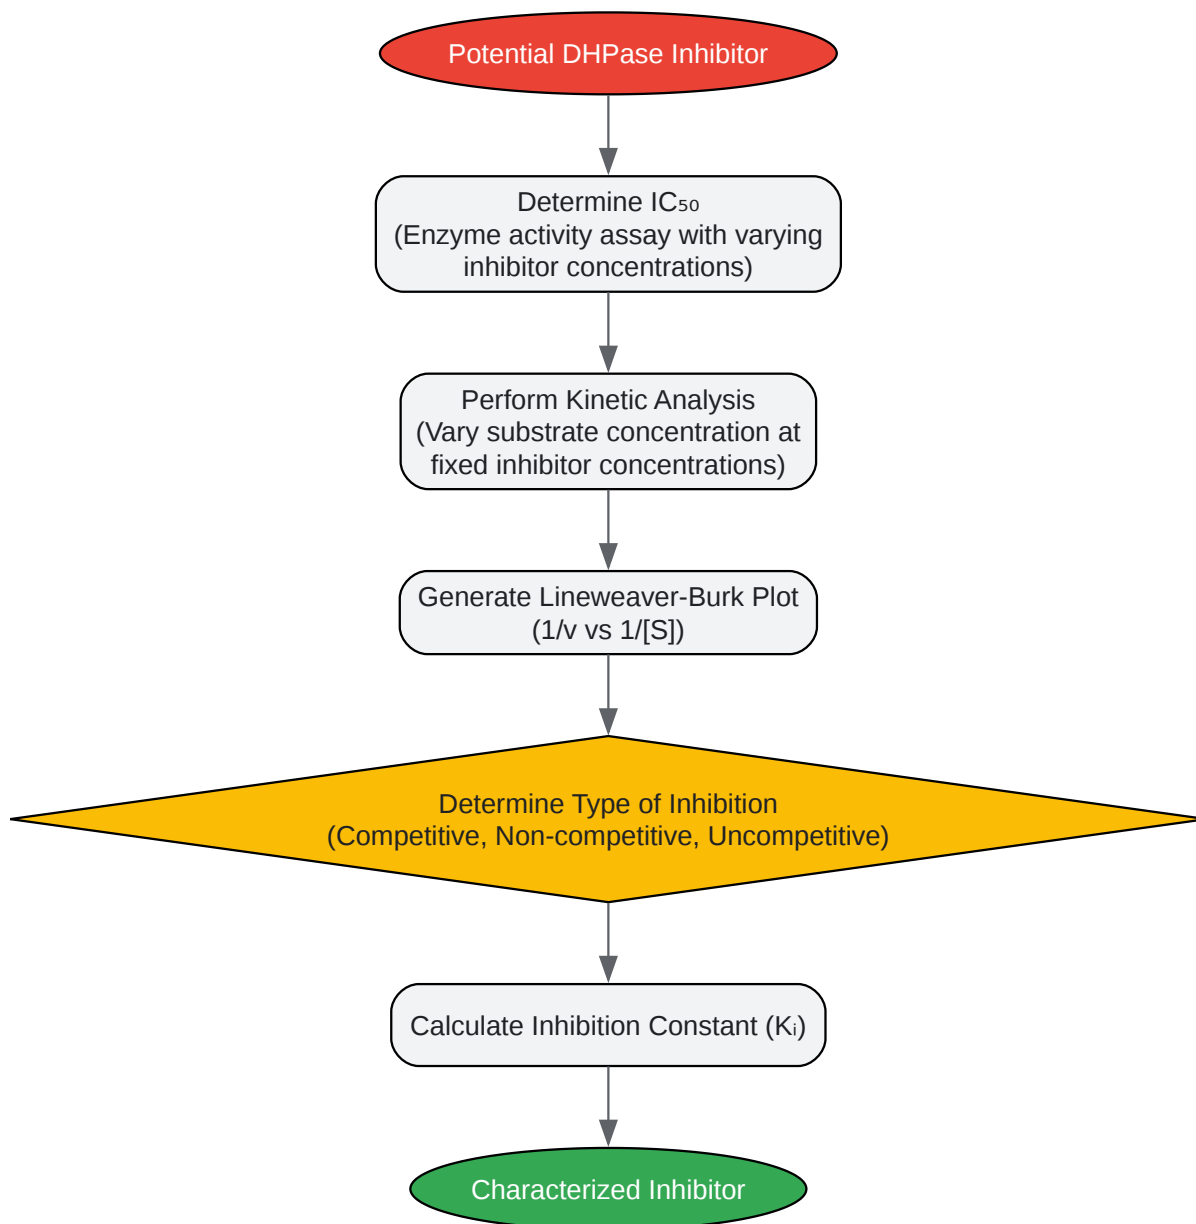 Potential DHPase Inhibitor
Determine IC₅₀
(Enzyme activity assay with varying
inhibitor concentrations)
Perform Kinetic Analysis
(Vary substrate concentration at
fixed inhibitor concentrations)
Generate Lineweaver-Burk Plot
(1/v vs 1/[S])
Determine Type of Inhibition
(Competitive, Non-competitive, Uncompetitive)
Calculate Inhibition Constant (Kᵢ)
Characterized Inhibitor